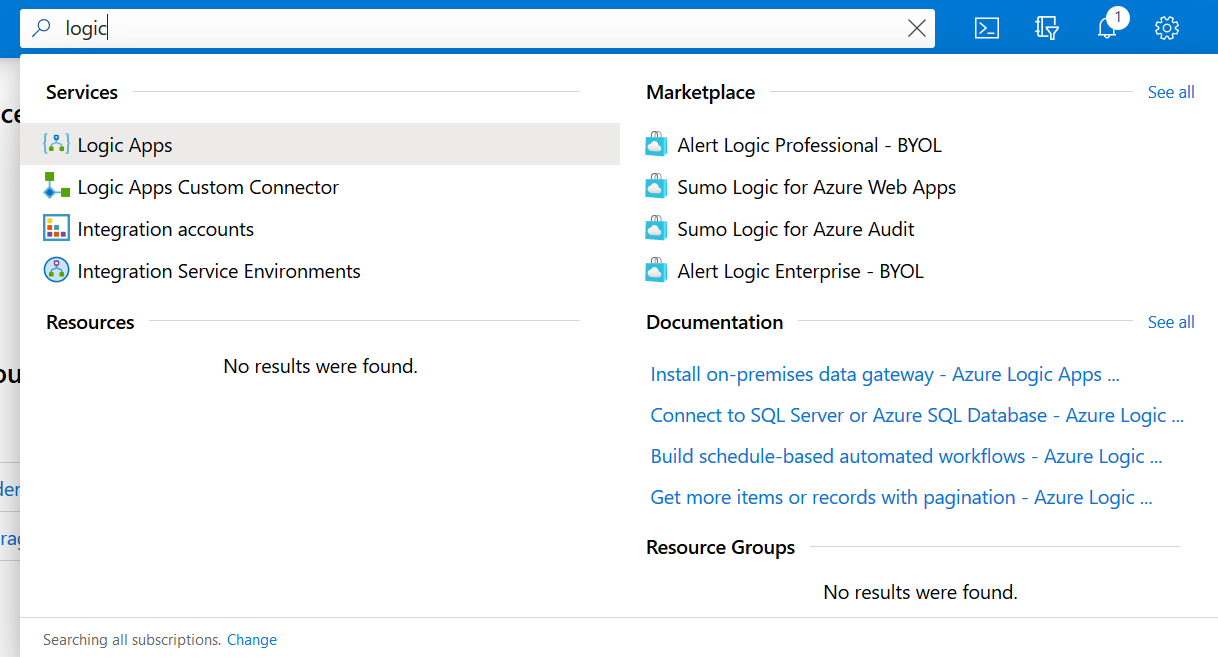 logic
1
Services
Logic Apps
Logic Apps Custom Connector
Integration accounts
Integration Service Environments
Resources
No results were found.
Marketplace
See all
Alert Logic Professional - BYOL
Sumo Logic for Azure Web Apps
Sumo Logic for Azure Audit
Alert Logic Enterprise - BYOL
Documentation
See all
Install on-premises data gateway - Azure Logic Apps ...
Connect to SQL Server or Azure SQL Database - Azure Logic ...
Build schedule-based automated workflows - Azure Logic ...
Get more items or records with pagination - Azure Logic ...
Resource Groups
No results were found.
Searching all subscriptions. Change